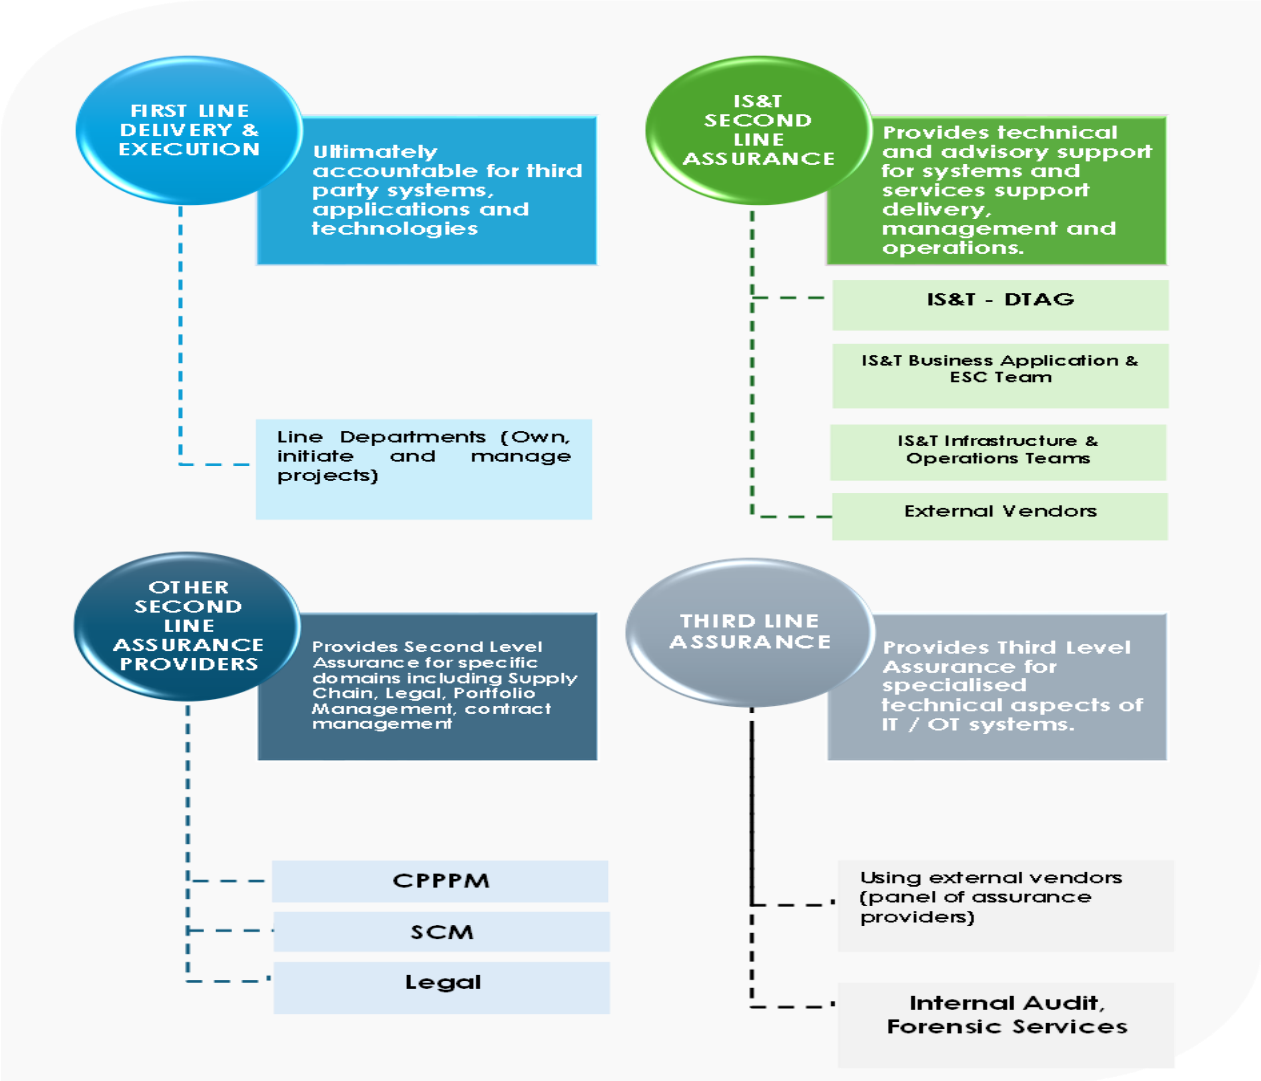 FIRST LINE
DELIVERY &
EXECUTION
Ultimately
accountable for third
party systems,
applications and
technologies
Line Departments (Own,
initiate and manage
projects)
IS&T
SECOND
LINE
ASSURANCE
Provides technical
and advisory support
for systems and
services support
delivery,
management and
operations.
IS&T - DTAG
IS&T Business Application &
ESC Team
IS&T Infrastructure &
Operations Teams
External Vendors
OTHER
SECOND
LINE
ASSURANCE
PROVIDERS
Provides Second Level
Assurance for specific
domains including Supply
Chain, Legal, Portfolio
Management, contract
management
CPPPM
SCM
Legal
THIRD LINE
ASSURANCE
Provides Third Level
Assurance for
specialised
technical aspects of
IT / OT systems.
Using external vendors
(panel of assurance
providers)
Internal Audit,
Forensic Services